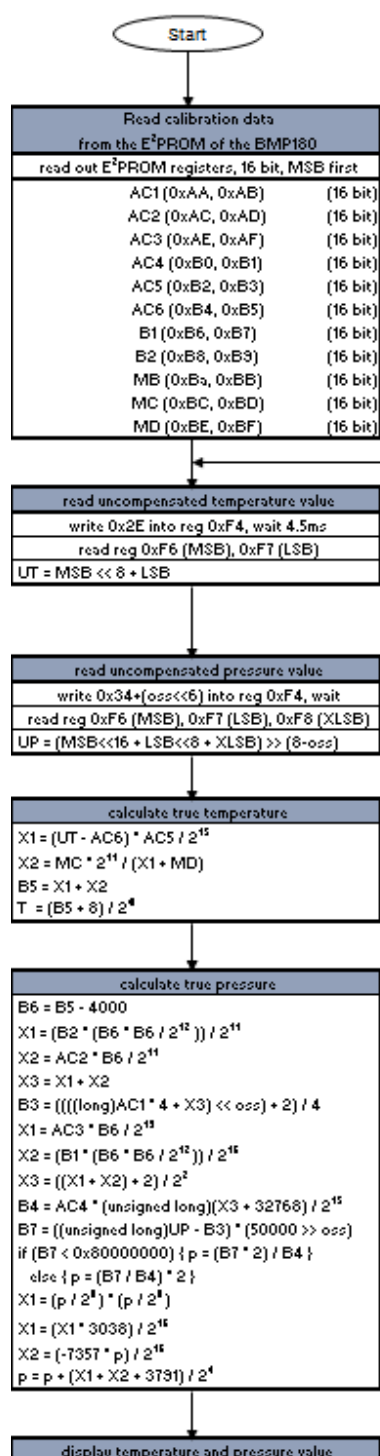 Start
Read calibration data
from the E²PROM of the BMP180
read out E²PROM registers, 16 bit, MSB first
AC1 (0xAA, 0xAB) (16 bit)
AC2 (0xAC, 0xAD) (16 bit)
AC3 (0xAE, 0xAF) (16 bit)
AC4 (0xB0, 0xB1) (16 bit)
AC5 (0xB2, 0xB3) (16 bit)
AC6 (0xB4, 0xB5) (16 bit)
B1 (0xB6, 0xB7) (16 bit)
B2 (0xB8, 0xB9) (16 bit)
MB (0xBa, 0xBB) (16 bit)
MC (0xBC, 0xBD) (16 bit)
MD (0xBE, 0xBF) (16 bit)
read uncompensated temperature value
write 0x2E into reg 0xF4, wait 4.5ms
read reg 0xF6 (MSB), 0xF7 (LSB)
UT = MSB << 8 + LSB
read uncompensated pressure value
write 0x34+(oss<<6) into reg 0xF4, wait
read reg 0xF6 (MSB), 0xF7 (LSB), 0xF8 (XLSB)
UP = (MSB<<16 + LSB<<8 + XLSB) >> (8-oss)
calculate true temperature
X1 = (UT - AC6) * AC5 / 2¹⁵
X2 = MC * 2¹¹ / (X1 + MD)
B5 = X1 + X2
T = (B5 + 8) / 2⁴
calculate true pressure
B6 = B5 - 4000
X1 = (B2 * (B6 * B6 / 2¹² )) / 2¹¹
X2 = AC2 * B6 / 2¹¹
X3 = X1 + X2
B3 = ((((long)AC1 * 4 + X3) << oss) + 2) / 4
X1 = AC3 * B6 / 2¹³
X2 = (B1 * (B6 * B6 / 2¹²)) / 2¹⁶
X3 = ((X1 + X2) + 2) / 2²
B4 = AC4 * (unsigned long)(X3 + 32768) / 2¹⁵
B7 = ((unsigned long)UP - B3) * (50000 >> oss)
if (B7 < 0x80000000) { p = (B7 * 2) / B4 }
else { p = (B7 / B4) * 2 }
X1 = (p / 2⁸) * (p / 2⁸)
X1 = (X1 * 3038) / 2¹⁶
X2 = (-7357 * p) / 2¹⁶
p = p + (X1 + X2 + 3791) / 2⁴
display temperature and pressure value